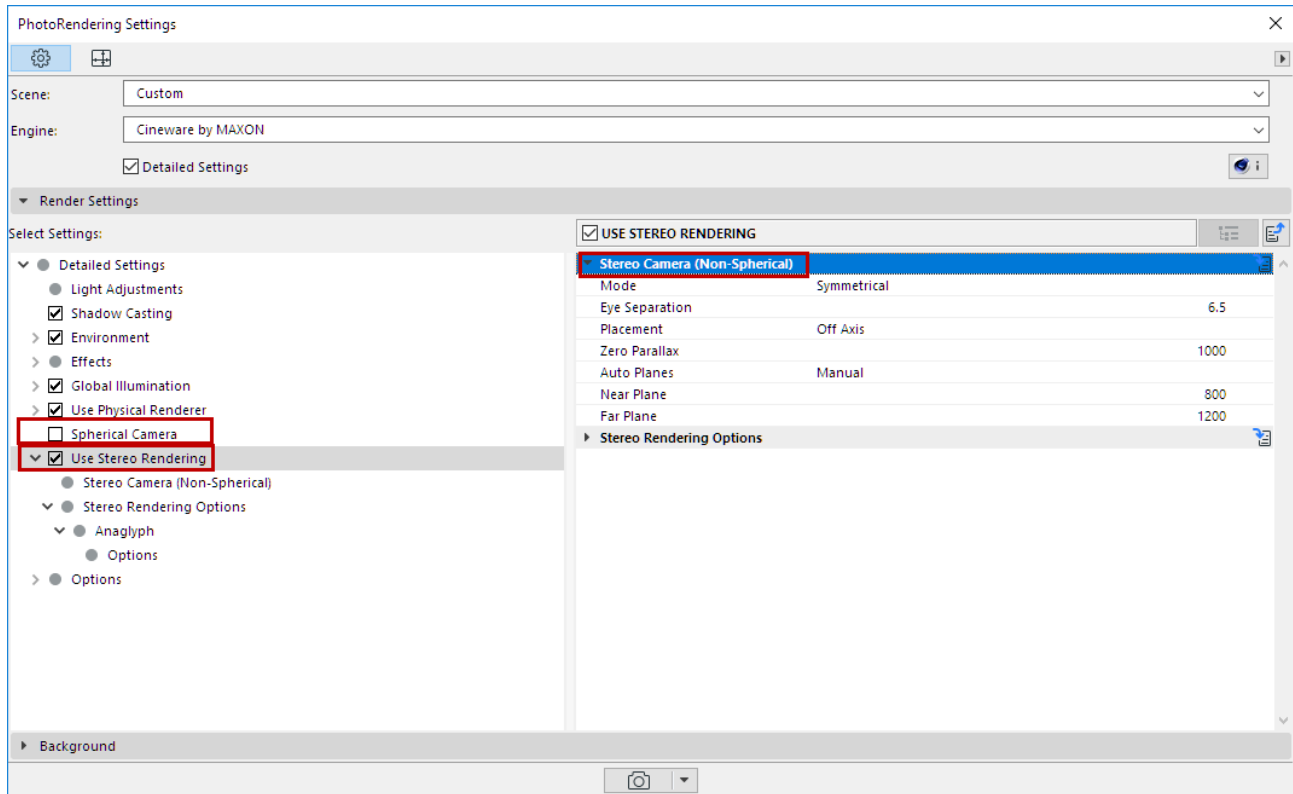 PhotoRendering Settings
Scene: Custom
Engine: Cineware by MAXON
Detailed Settings
i
Render Settings
Select Settings:
Detailed Settings
Light Adjustments
Shadow Casting
Environment
Effects
Global Illumination
Use Physical Renderer
Spherical Camera
Use Stereo Rendering
Stereo Camera (Non-Spherical)
Stereo Rendering Options
Anaglyph
Options
Options
USE STEREO RENDERING
Stereo Camera (Non-Spherical)
Mode Symmetrical
Eye Separation 6.5
Placement Off Axis
Zero Parallax 1000
Auto Planes Manual
Near Plane 800
Far Plane 1200
Stereo Rendering Options
Background